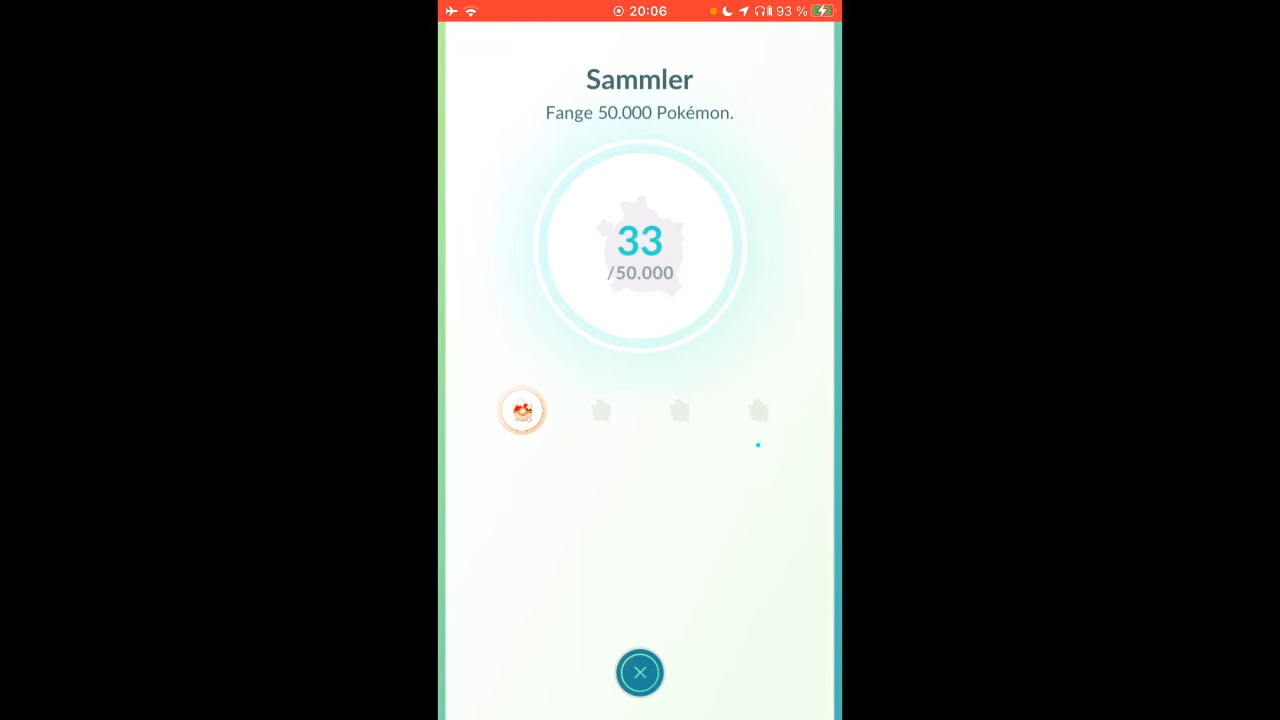 20:06
93 %
Sammler
Fange 50.000 Pokémon.
33
/50.000